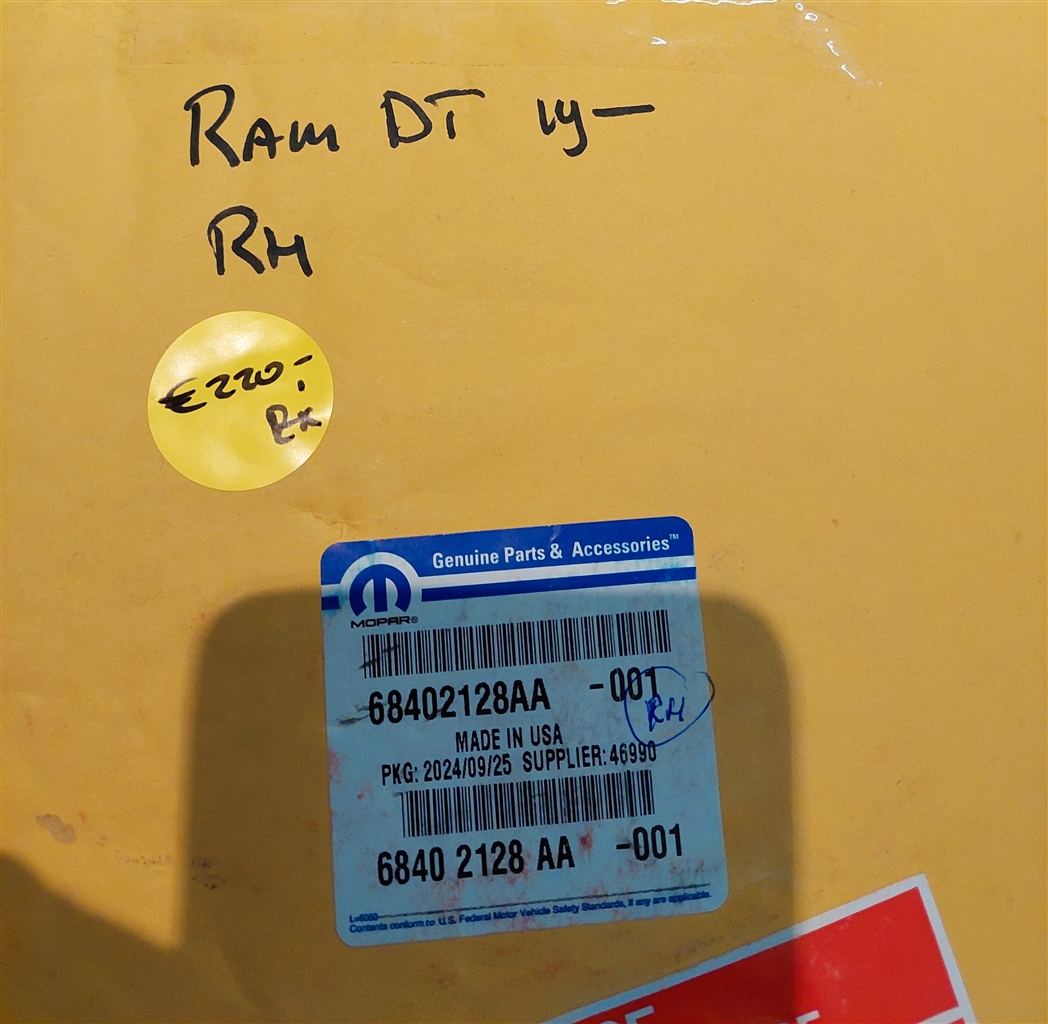 RAM DT 19-
RH
€220,-
Genuine Parts & Accessories™
MOPAR®
68402128AA -001
RH
MADE IN USA
PKG: 2024/09/25 SUPPLIER: 46990
6840 2128 AA -001
Contents conform to U.S. Federal Motor Vehicle Safety Standards, if any are applicable.